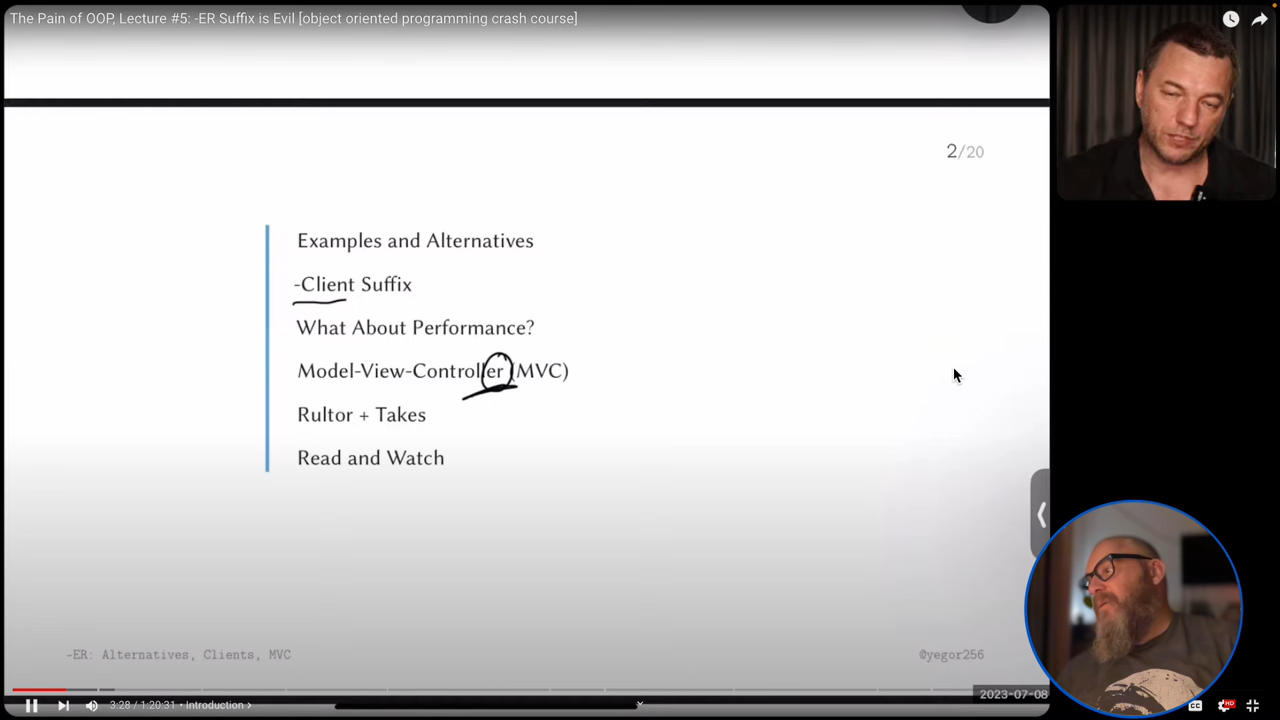 The Pain of OOP, Lecture #5: -ER Suffix is Evil [object oriented programming crash course]
2/20
Examples and Alternatives
-Client Suffix
What About Performance?
Model-View-Controller (MVC)
Rultor + Takes
Read and Watch
-ER: Alternatives, Clients, MVC
@yegor256
2023-07-08
3:28 / 1:20:31 • Introduction
CC
HD